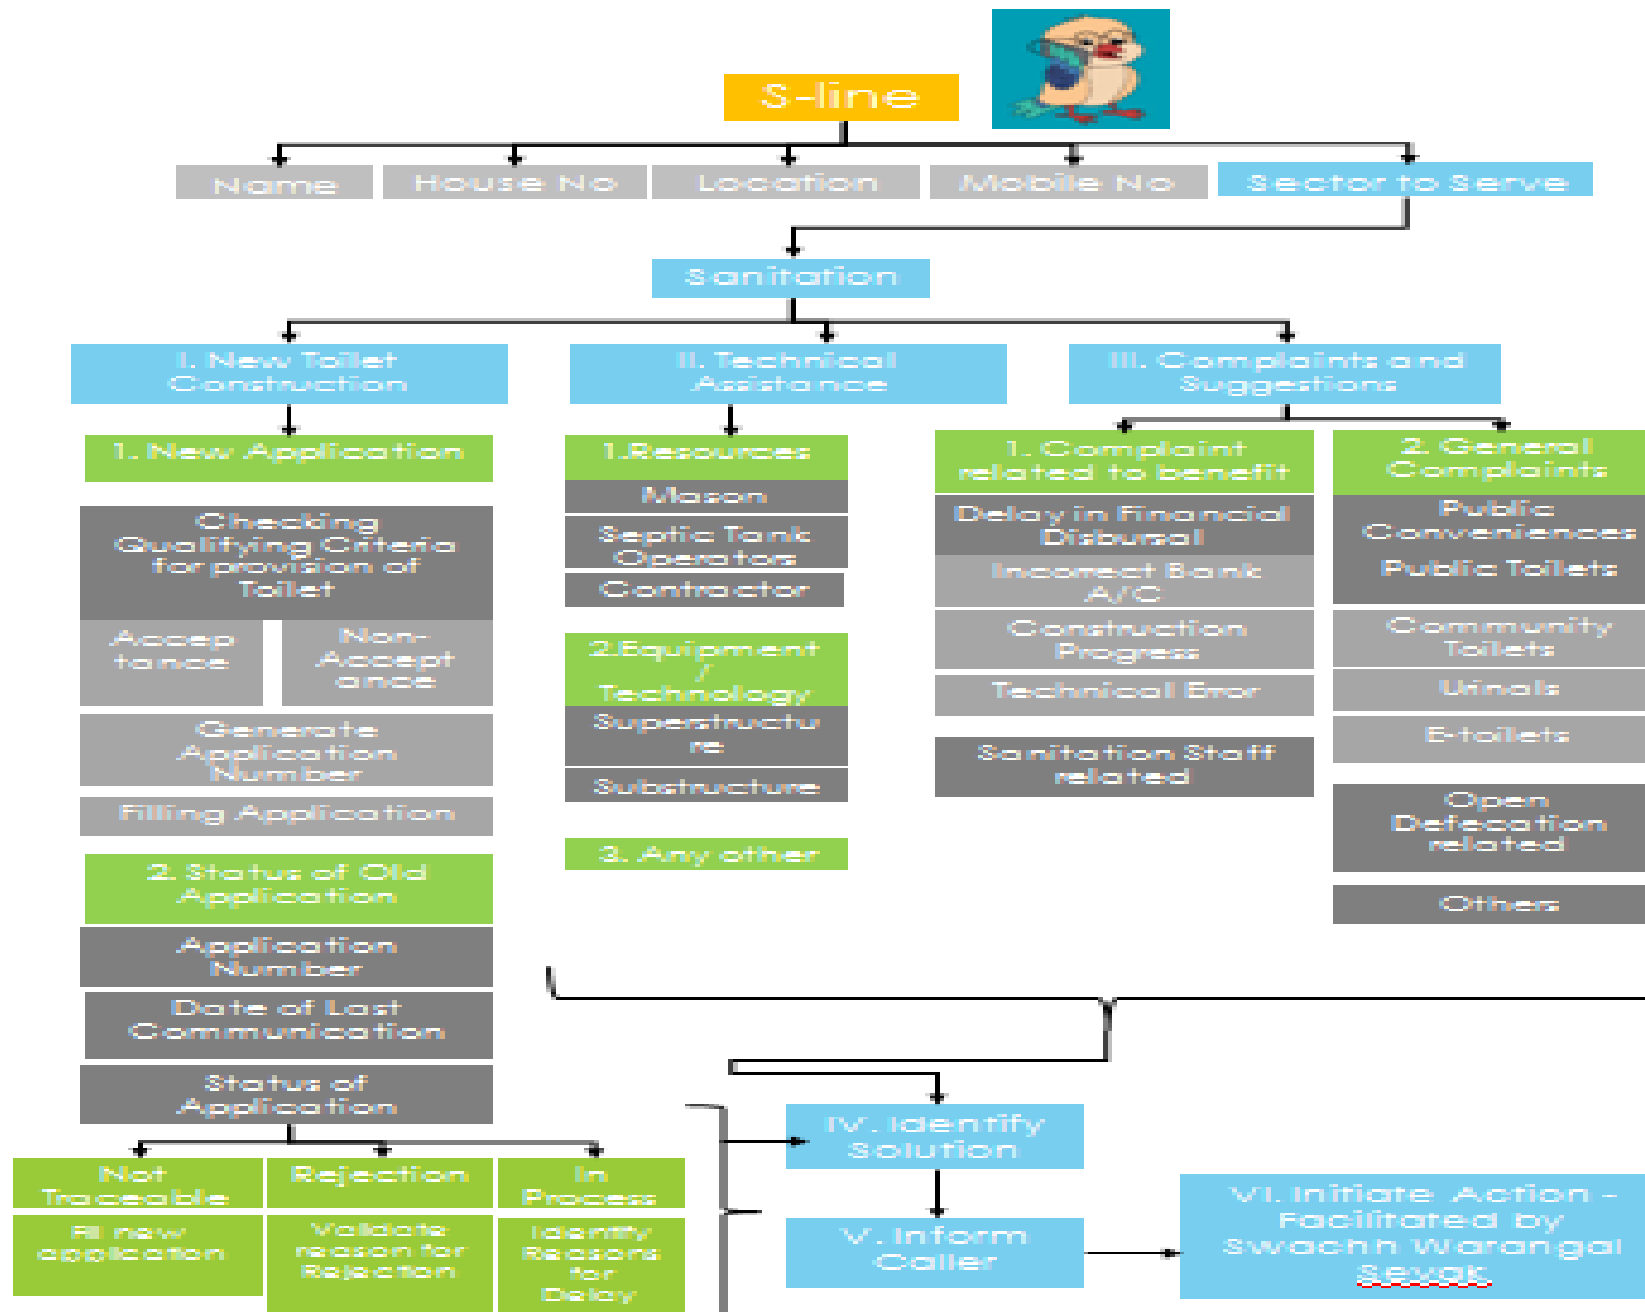 S-line
Name
House No
Location
Mobile No
Sector to Serve
Sanitation
I. New Toilet
Construction
II. Technical
Assistance
III. Complaints and
Suggestions
1. New Application
Checking
Qualifying Criteria
for provision of
Toilet
Accep
tance
Non-
Accept
ance
Generate
Application
Number
Filling Application
2. Status of Old
Application
Application
Number
Date of Last
Communication
Status of
Application
Not
Traceable
Fill new
application
Rejection
Validate
reason for
Rejection
In
Process
Identify
Reasons
for
Delay
1.Resources
Mason
Septic Tank
Operators
Contractor
2.Equipment
/
Technology
Superstructu
re
Substructure
3. Any other
1. Complaint
related to benefit
Delay in Financial
Disbursal
Incorrect Bank
A/C
Construction
Progress
Technical Error
Sanitation Staff
related
2. General
Complaints
Public
Conveniences
Public Toilets
Community
Toilets
Urinals
E-toilets
Open
Defecation
related
Others
IV. Identify
Solution
V. Inform
Caller
VI. Initiate Action -
Facilitated by
Swachh Warangal
Sevak